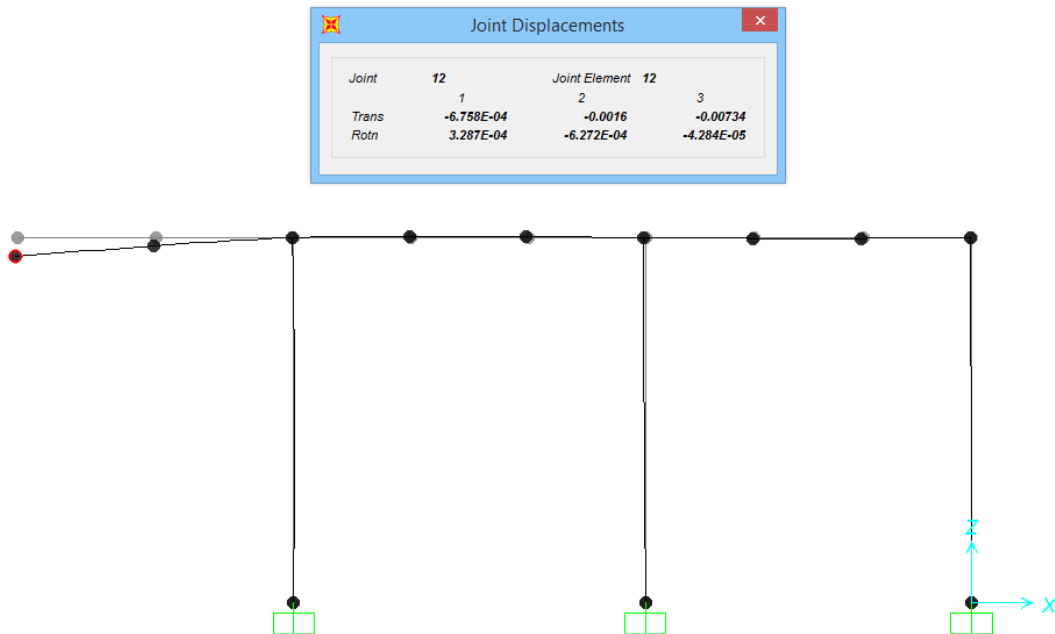 Joint Displacements
Joint 12 Joint Element 12
1 2 3
Trans -6.758E-04 -0.0016 -0.00734
Rotn 3.287E-04 -6.272E-04 -4.284E-05
Z
X